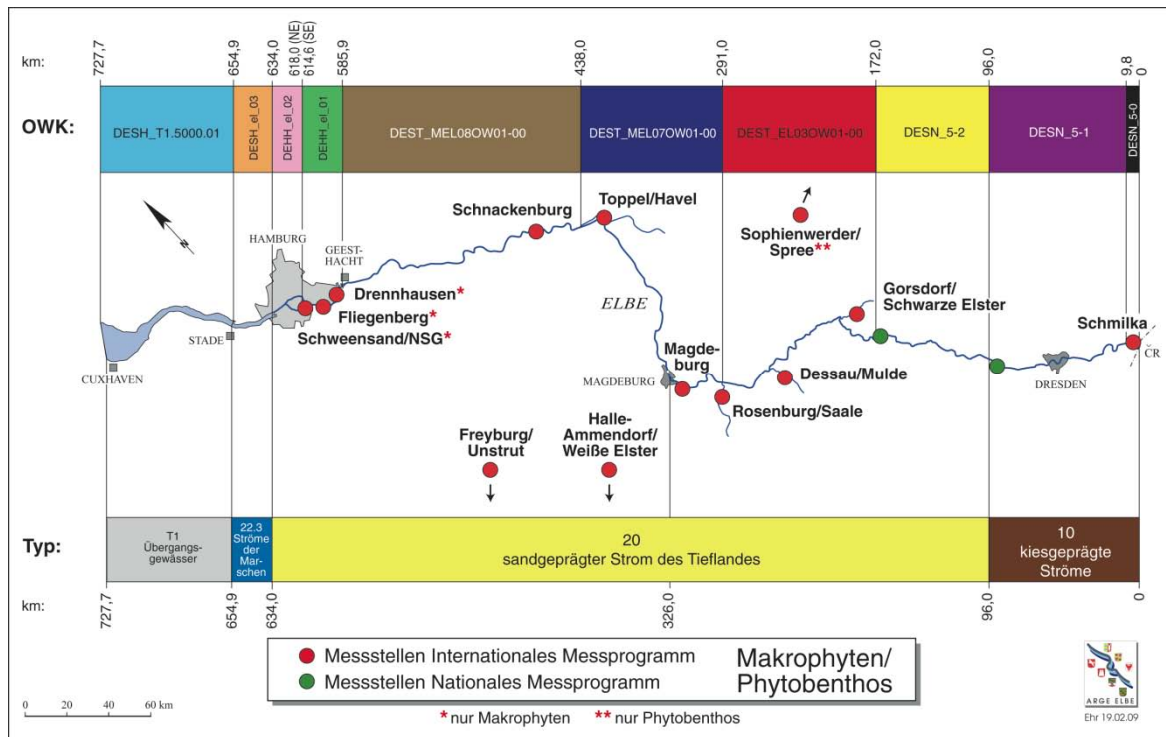 km:
727,7
654,9
634,0
618,0 (NE)
614,6 (SE)
585,9
438,0
291,0
172,0
96,0
9,8
0
OWK:
DESH_T1.5000.01
DESH_el_03
DEHH_el_02
DEHH_el_01
DEST_MEL08OW01-00
DEST_MEL07OW01-00
DEST_EL03OW01-00
DESN_5-2
DESN_5-1
DESN_5-0
N
HAMBURG
GEEST-
HACHT
Schnackenburg
Toppel/Havel
Sophienwerder/
Spree**
Drennhausen*
Fliegenberg*
Schweensand/NSG*
ELBE
Gorsdorf/
Schwarze Elster
Schmilka
ČR
STADE
CUXHAVEN
MAGDEBURG
Magde-
burg
Dessau/Mulde
Rosenburg/Saale
DRESDEN
Freyburg/
Unstrut
Halle-
Ammendorf/
Weiße Elster
Typ:
T1
Übergangs-
gewässer
22.3
Ströme
der
Mar-
schen
20
sandgeprägter Strom des Tieflandes
10
kiesgeprägte
Ströme
km:
727,7
654,9
634,0
326,0
96,0
0
Messstellen Internationales Messprogramm
Messstellen Nationales Messprogramm
Makrophyten/
Phytobenthos
* nur Makrophyten ** nur Phytobenthos
0 20 40 60 km
ARGE ELBE
Ehr 19.02.09